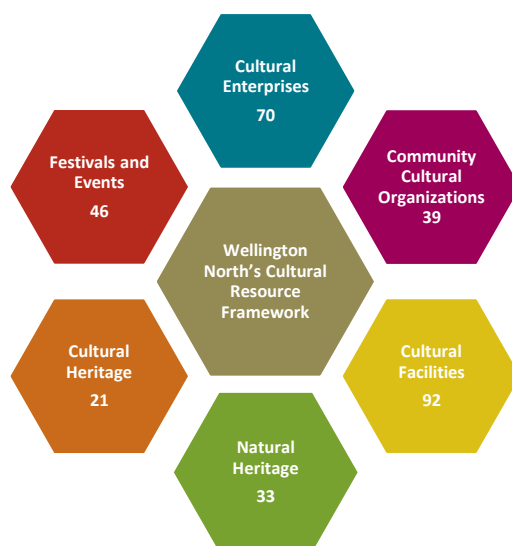 Cultural
Enterprises
70
Festivals and
Events
46
Community
Cultural
Organizations
39
Wellington
North’s Cultural
Resource
Framework
Cultural
Heritage
21
Cultural
Facilities
92
Natural
Heritage
33